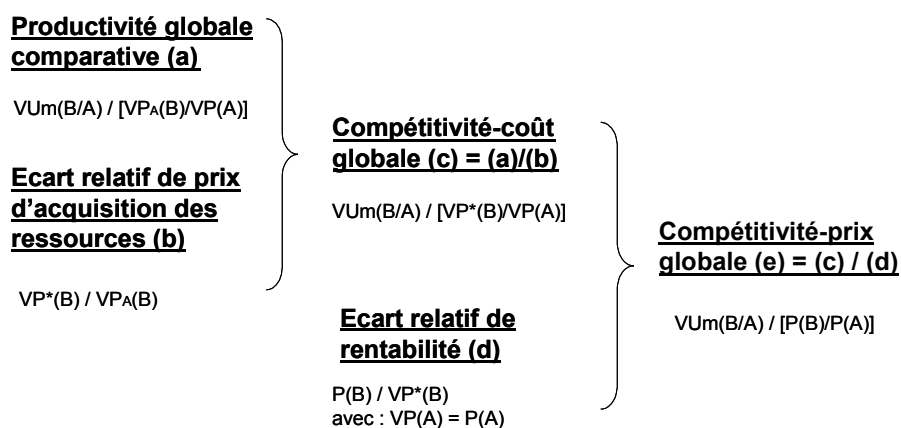 Productivité globale
comparative (a)
VUm(B/A) / [VPA(B)/VP(A)]
Ecart relatif de prix
d’acquisition des
ressources (b)
VP*(B) / VPA(B)
Compétitivité-coût
globale (c) = (a)/(b)
VUm(B/A) / [VP*(B)/VP(A)]
Ecart relatif de
rentabilité (d)
P(B) / VP*(B)
avec : VP(A) = P(A)
Compétitivité-prix
globale (e) = (c) / (d)
VUm(B/A) / [P(B)/P(A)]